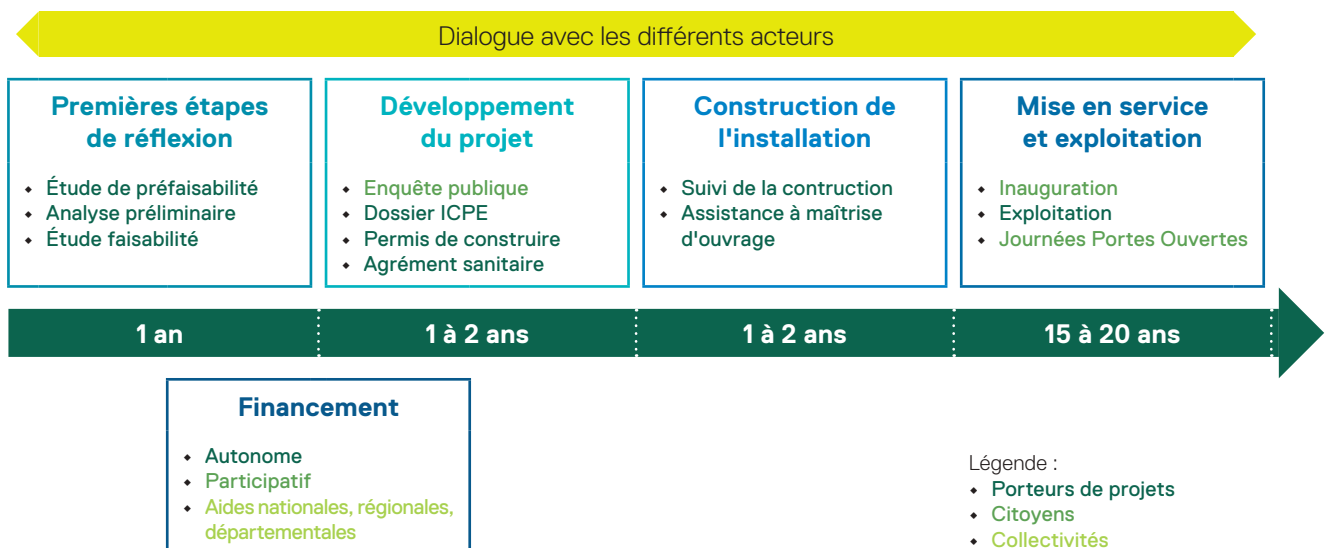 Dialogue avec les différents acteurs
Premières étapes
de réflexion
• Étude de préfaisabilité
• Analyse préliminaire
• Étude faisabilité
Développement
du projet
• Enquête publique
• Dossier ICPE
• Permis de construire
• Agrément sanitaire
Construction de
l'installation
• Suivi de la contruction
• Assistance à maîtrise
d'ouvrage
Mise en service
et exploitation
• Inauguration
• Exploitation
• Journées Portes Ouvertes
1 an
1 à 2 ans
1 à 2 ans
15 à 20 ans
Financement
• Autonome
• Participatif
• Aides nationales, régionales,
départementales
Légende :
• Porteurs de projets
• Citoyens
• Collectivités